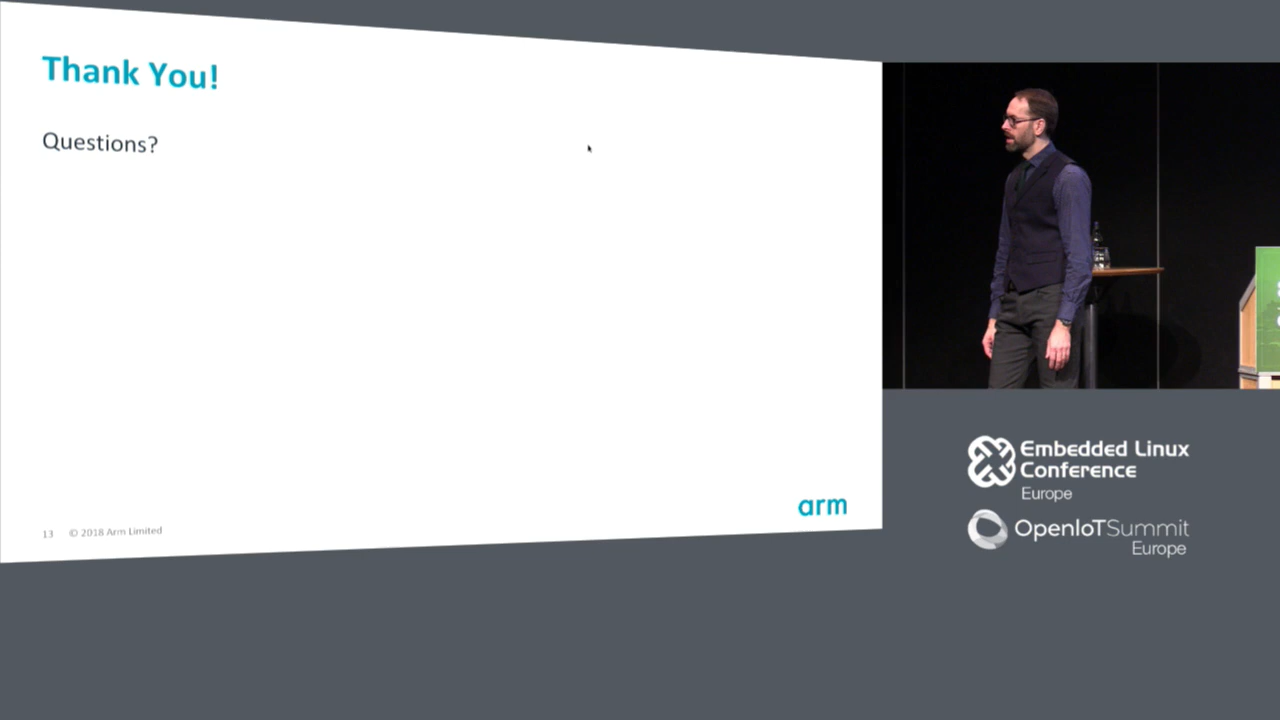 Thank You!
Questions?
13 © 2018 Arm Limited
arm
Embedded Linux
Conference
Europe
OpenIoTSummit
Europe